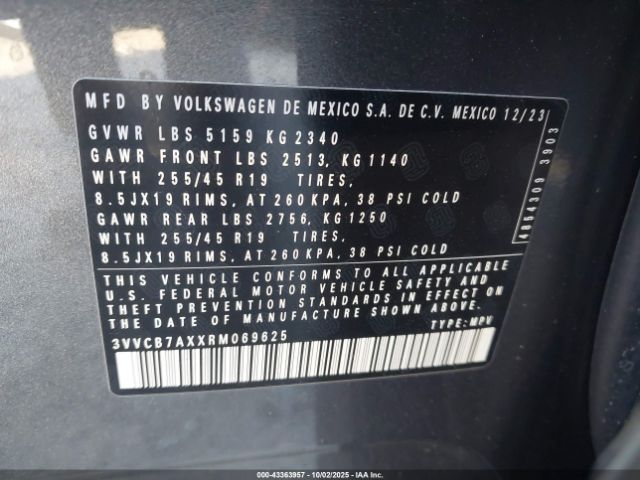 MFD BY VOLKSWAGEN DE MEXICO S.A. DE C.V. MEXICO 12/23
GVWR LBS 5159 KG 2340
GAWR FRONT LBS 2513, KG 1140
WITH 255/45 R19 TIRES,
8.5JX19 RIMS, AT 260 KPA, 38 PSI COLD
GAWR REAR LBS 2756, KG 1250
WITH 255/45 R19 TIRES,
8.5JX19 RIMS, AT 260 KPA, 38 PSI COLD
THIS VEHICLE CONFORMS TO ALL APPLICABLE
U.S. FEDERAL MOTOR VEHICLE SAFETY AND
THEFT PREVENTION STANDARDS IN EFFECT ON
THE DATE OF MANUFACTURE SHOWN ABOVE.
3VVCB7AXXRM069625 TYPE: MPV
4854309 3903
000-43363957 - 10/02/2025 - IAAI.COM